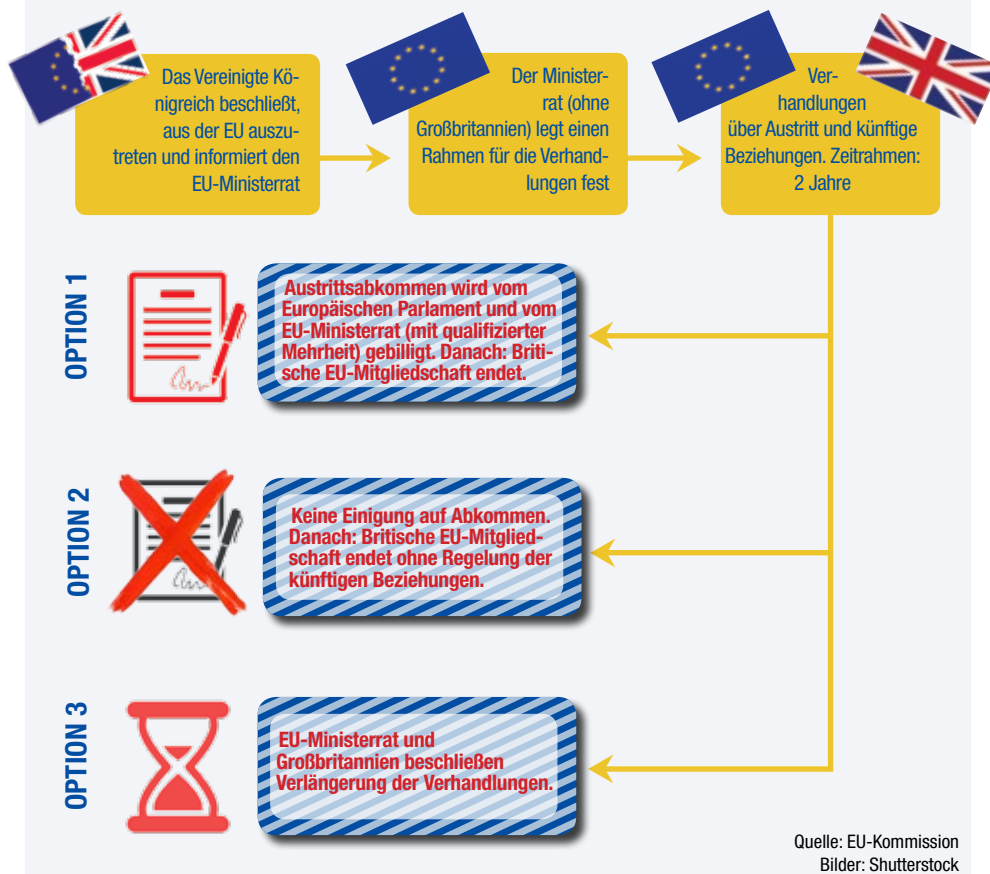 Das Vereinigte Kö-
nigreich beschließt,
aus der EU auszu-
treten und informiert den
EU-Ministerrat
Der Minister-
rat (ohne
Großbritannien) legt einen
Rahmen für die Verhand-
lungen fest
Ver-
handlungen
über Austritt und künftige
Beziehungen. Zeitrahmen:
2 Jahre
OPTION 1
Austrittsabkommen wird vom
Europäischen Parlament und vom
EU-Ministerrat (mit qualifizierter
Mehrheit) gebilligt. Danach: Briti-
sche EU-Mitgliedschaft endet.
OPTION 2
Keine Einigung auf Abkommen.
Danach: Britische EU-Mitglied-
schaft endet ohne Regelung der
künftigen Beziehungen.
OPTION 3
EU-Ministerrat und
Großbritannien beschließen
Verlängerung der Verhandlungen.
Quelle: EU-Kommission
Bilder: Shutterstock